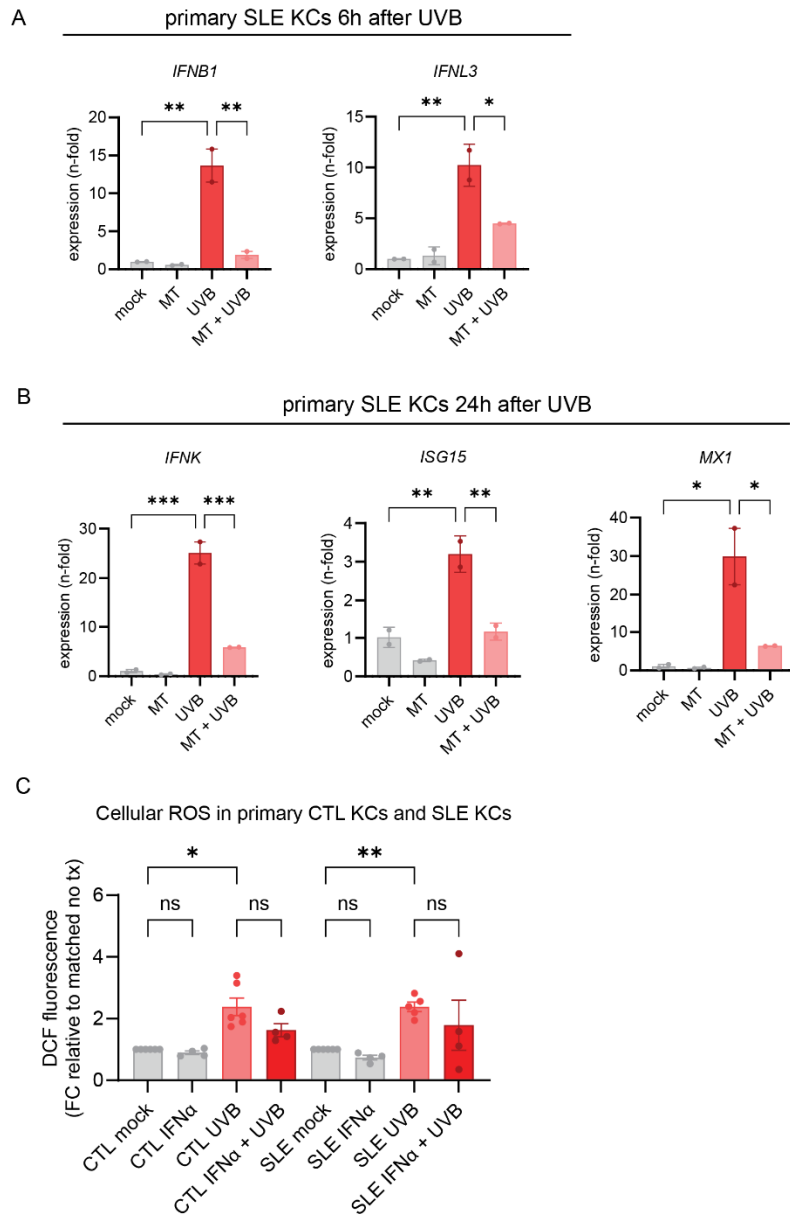 A
primary SLE KCs 6h after UVB
IFNB1
IFNL3
** **
** *
expression (n-fold)
20
15
10
5
0
mock
MT
UVB
MT + UVB
expression (n-fold)
15
10
5
0
mock
MT
UVB
MT + UVB
B
primary SLE KCs 24h after UVB
IFNK
ISG15
MX1
*** ***
** **
* *
expression (n-fold)
30
20
10
0
mock
MT
UVB
MT + UVB
expression (n-fold)
4
3
2
1
0
mock
MT
UVB
MT + UVB
expression (n-fold)
40
30
20
10
0
mock
MT
UVB
MT + UVB
C
Cellular ROS in primary CTL KCs and SLE KCs
* **
ns ns ns ns
DCF fluorescence
(FC relative to matched no tx)
6
4
2
0
CTL mock
CTL IFNα
CTL UVB
CTL IFNα + UVB
SLE mock
SLE IFNα
SLE UVB
SLE IFNα + UVB